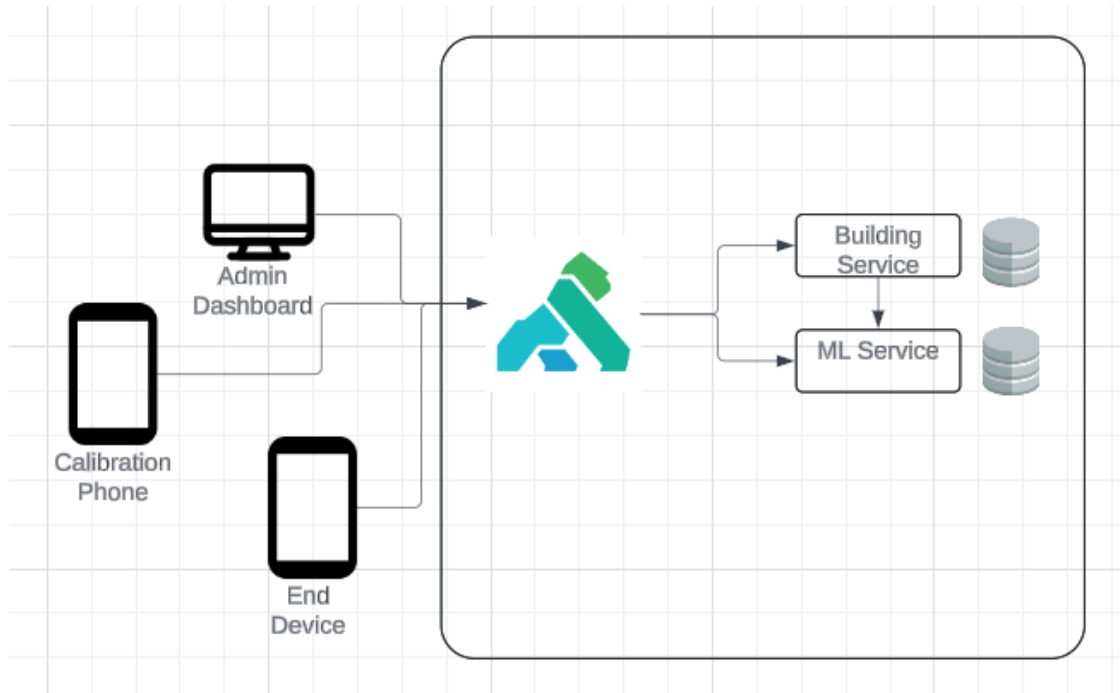 Admin
Dashboard
Calibration
Phone
End
Device
Building
Service
ML Service